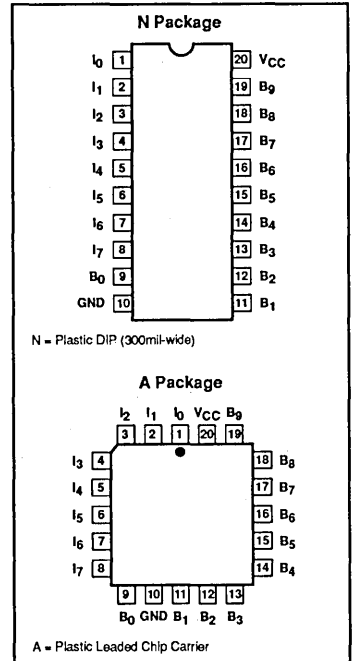 N Package
I0 1 20 VCC
I1 2 19 B9
I2 3 18 B8
I3 4 17 B7
I4 5 16 B6
I5 6 15 B5
I6 7 14 B4
I7 8 13 B3
B0 9 12 B2
GND 10 11 B1
N = Plastic DIP (300mil-wide)
A Package
I2 I1 I0 VCC B9
3 2 1 20 19
I3 4 18 B8
I4 5 17 B7
I5 6 16 B6
I6 7 15 B5
I7 8 14 B4
9 10 11 12 13
B0 GND B1 B2 B3
A = Plastic Leaded Chip Carrier